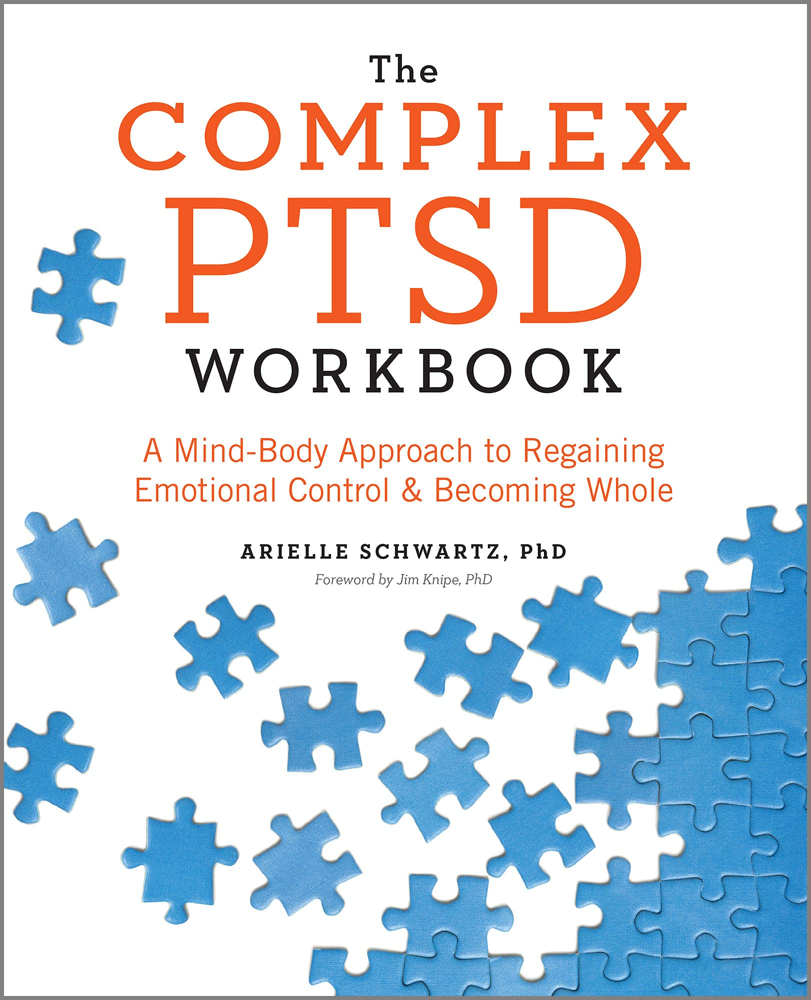 The
COMPLEX
PTSD
WORKBOOK
A Mind-Body Approach to Regaining
Emotional Control & Becoming Whole
ARIELLE SCHWARTZ, PhD
Foreword by Jim Knipe, PhD